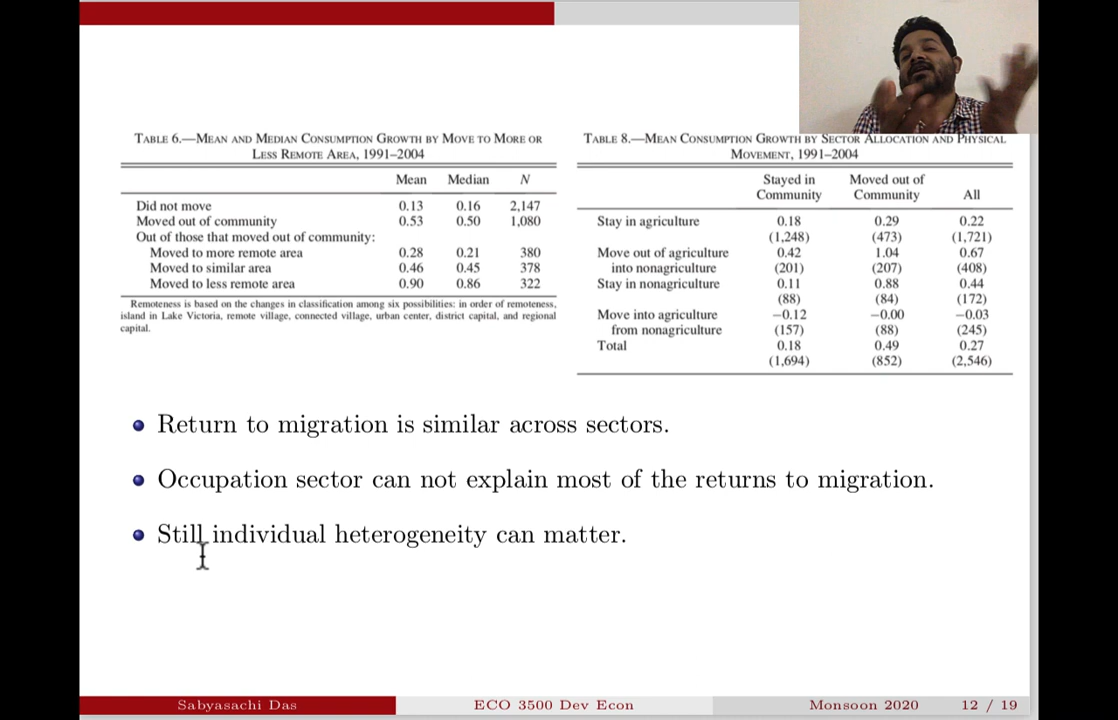 TABLE 6.—MEAN AND MEDIAN CONSUMPTION GROWTH BY MOVE TO MORE OR
LESS REMOTE AREA, 1991–2004
Mean Median N
Did not move 0.13 0.16 2,147
Moved out of community 0.53 0.50 1,080
Out of those that moved out of community:
Moved to more remote area 0.28 0.21 380
Moved to similar area 0.46 0.45 378
Moved to less remote area 0.90 0.86 322
Remoteness is based on the changes in classification among six possibilities: in order of remoteness,
island in Lake Victoria, remote village, connected village, urban center, district capital, and regional
capital.
TABLE 8.—MEAN CONSUMPTION GROWTH BY SECTOR ALLOCATION AND PHYSICAL
MOVEMENT, 1991–2004
Stayed in Moved out of
Community Community All
Stay in agriculture 0.18 0.29 0.22
(1,248) (473) (1,721)
Move out of agriculture 0.42 1.04 0.67
into nonagriculture (201) (207) (408)
Stay in nonagriculture 0.11 0.88 0.44
(88) (84) (172)
Move into agriculture −0.12 −0.00 −0.03
from nonagriculture (157) (88) (245)
Total 0.18 0.49 0.27
(1,694) (852) (2,546)
Return to migration is similar across sectors.
Occupation sector can not explain most of the returns to migration.
Still individual heterogeneity can matter.
Sabyasachi Das ECO 3500 Dev Econ Monsoon 2020 12 / 19